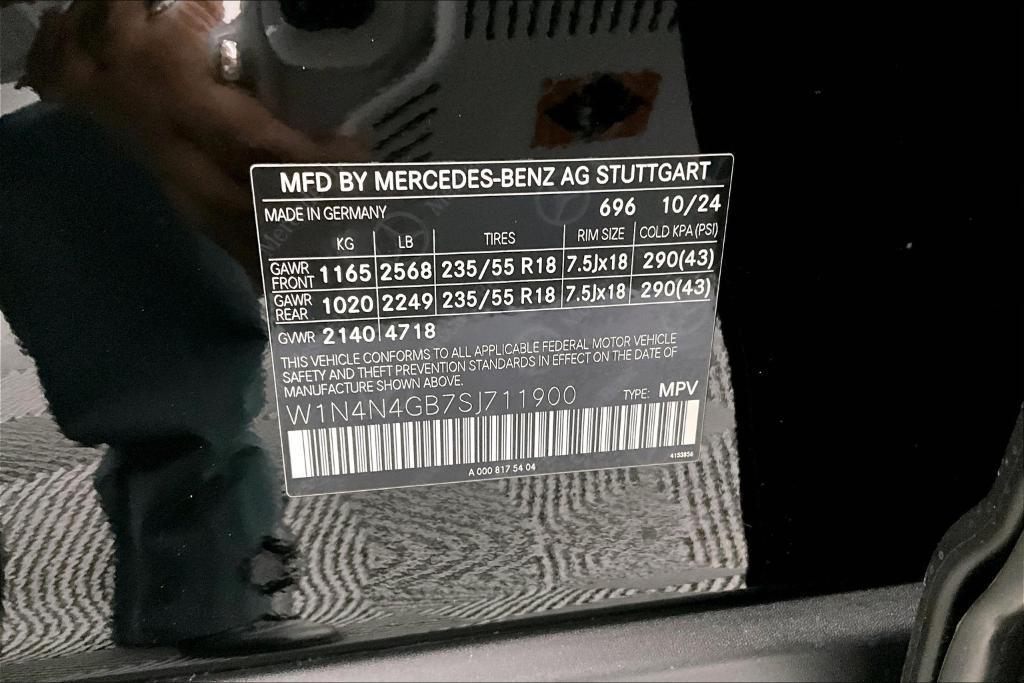 MFD BY MERCEDES-BENZ AG STUTTGART
MADE IN GERMANY 696 10/24
KG LB TIRES RIM SIZE COLD KPA (PSI)
GAWR FRONT 1165 2568 235/55 R18 7.5Jx18 290(43)
GAWR REAR 1020 2249 235/55 R18 7.5Jx18 290(43)
GVWR 2140 4718
THIS VEHICLE CONFORMS TO ALL APPLICABLE FEDERAL MOTOR VEHICLE
SAFETY AND THEFT PREVENTION STANDARDS IN EFFECT ON THE DATE OF
MANUFACTURE SHOWN ABOVE.
W1N4N4GB7SJ711900 TYPE: MPV
A 000 817 54 04 4153856